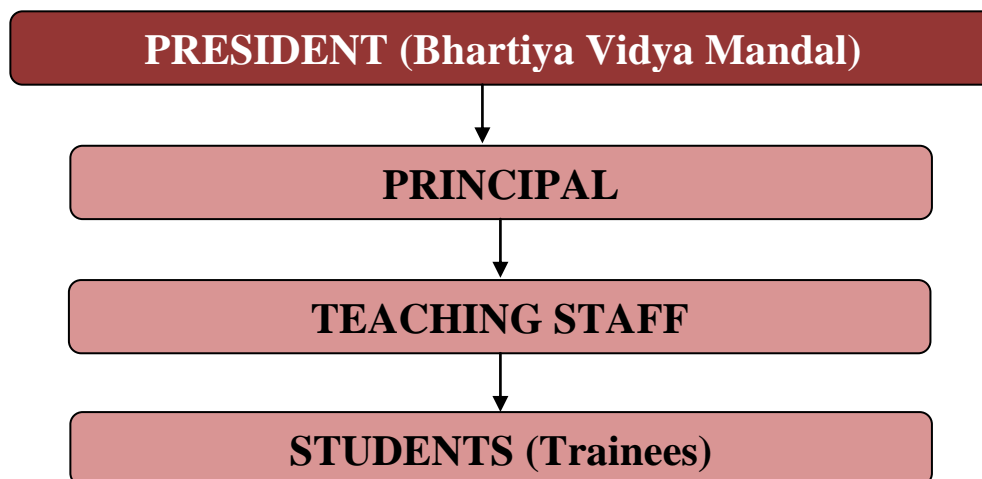 PRESIDENT (Bhartiya Vidya Mandal)
PRINCIPAL
TEACHING STAFF
STUDENTS (Trainees)